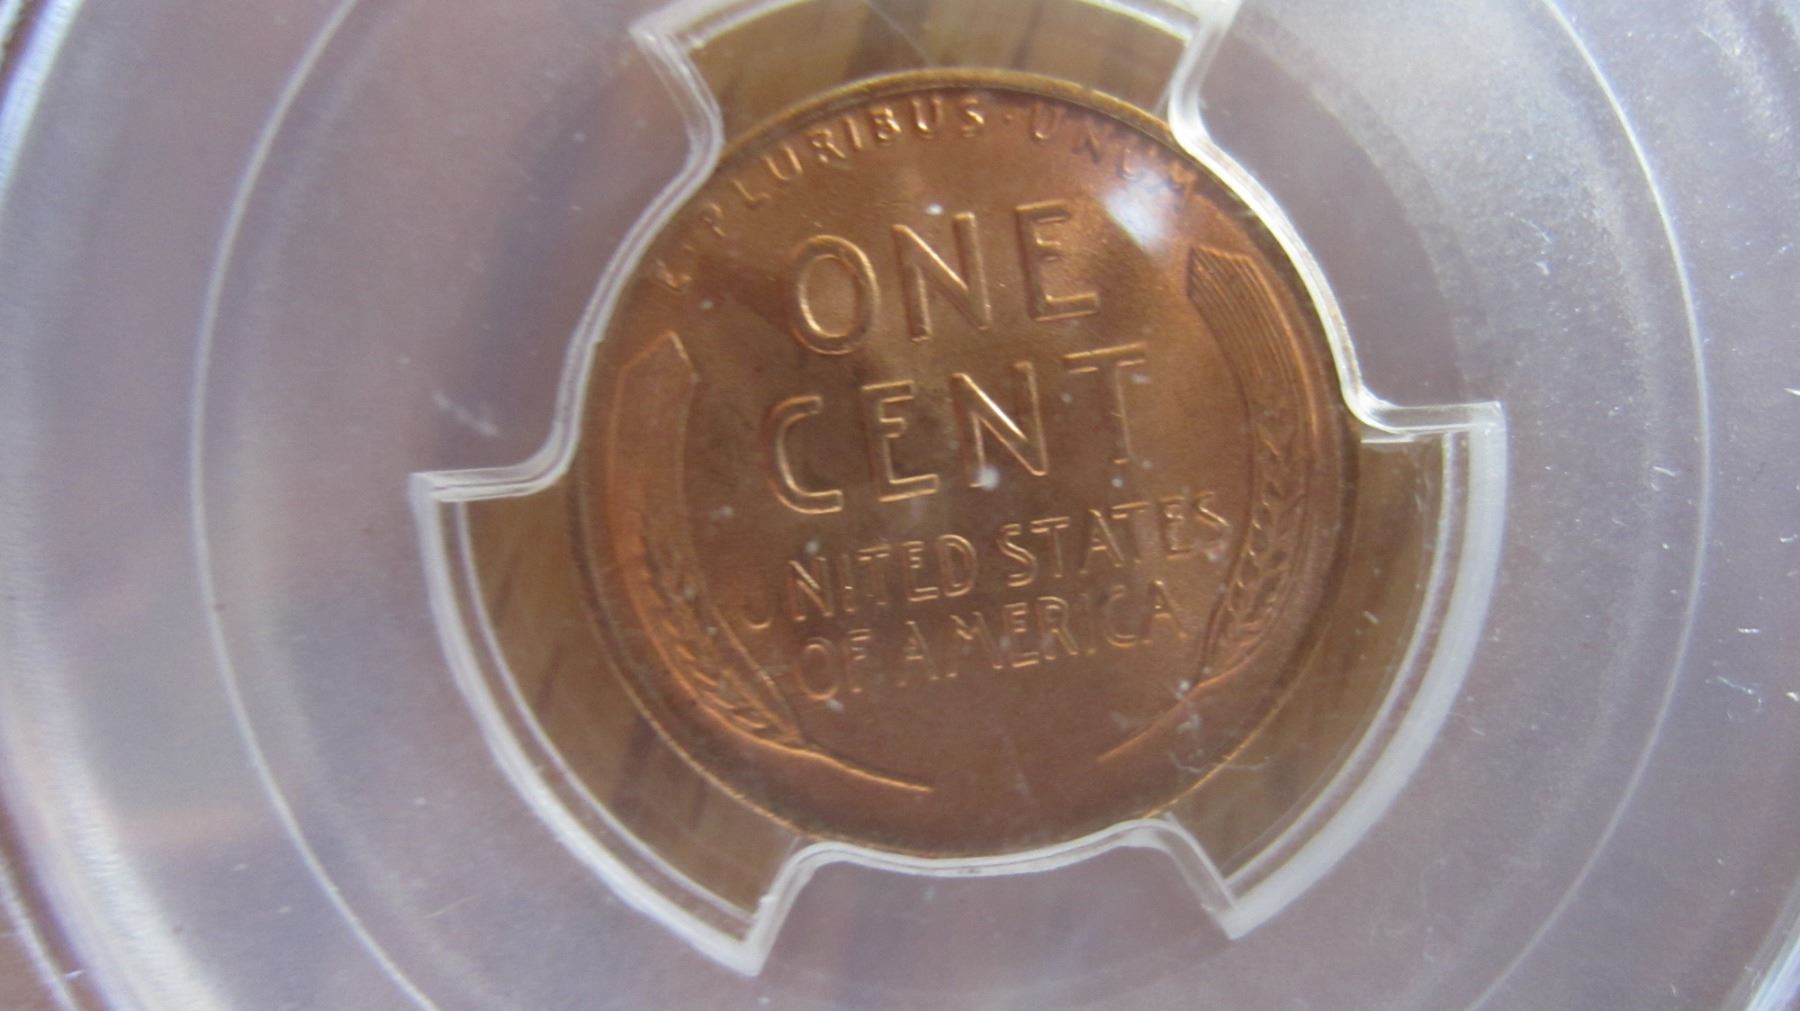 E · PLURIBUS · UNUM
ONE
CENT
UNITED STATES
OF AMERICA